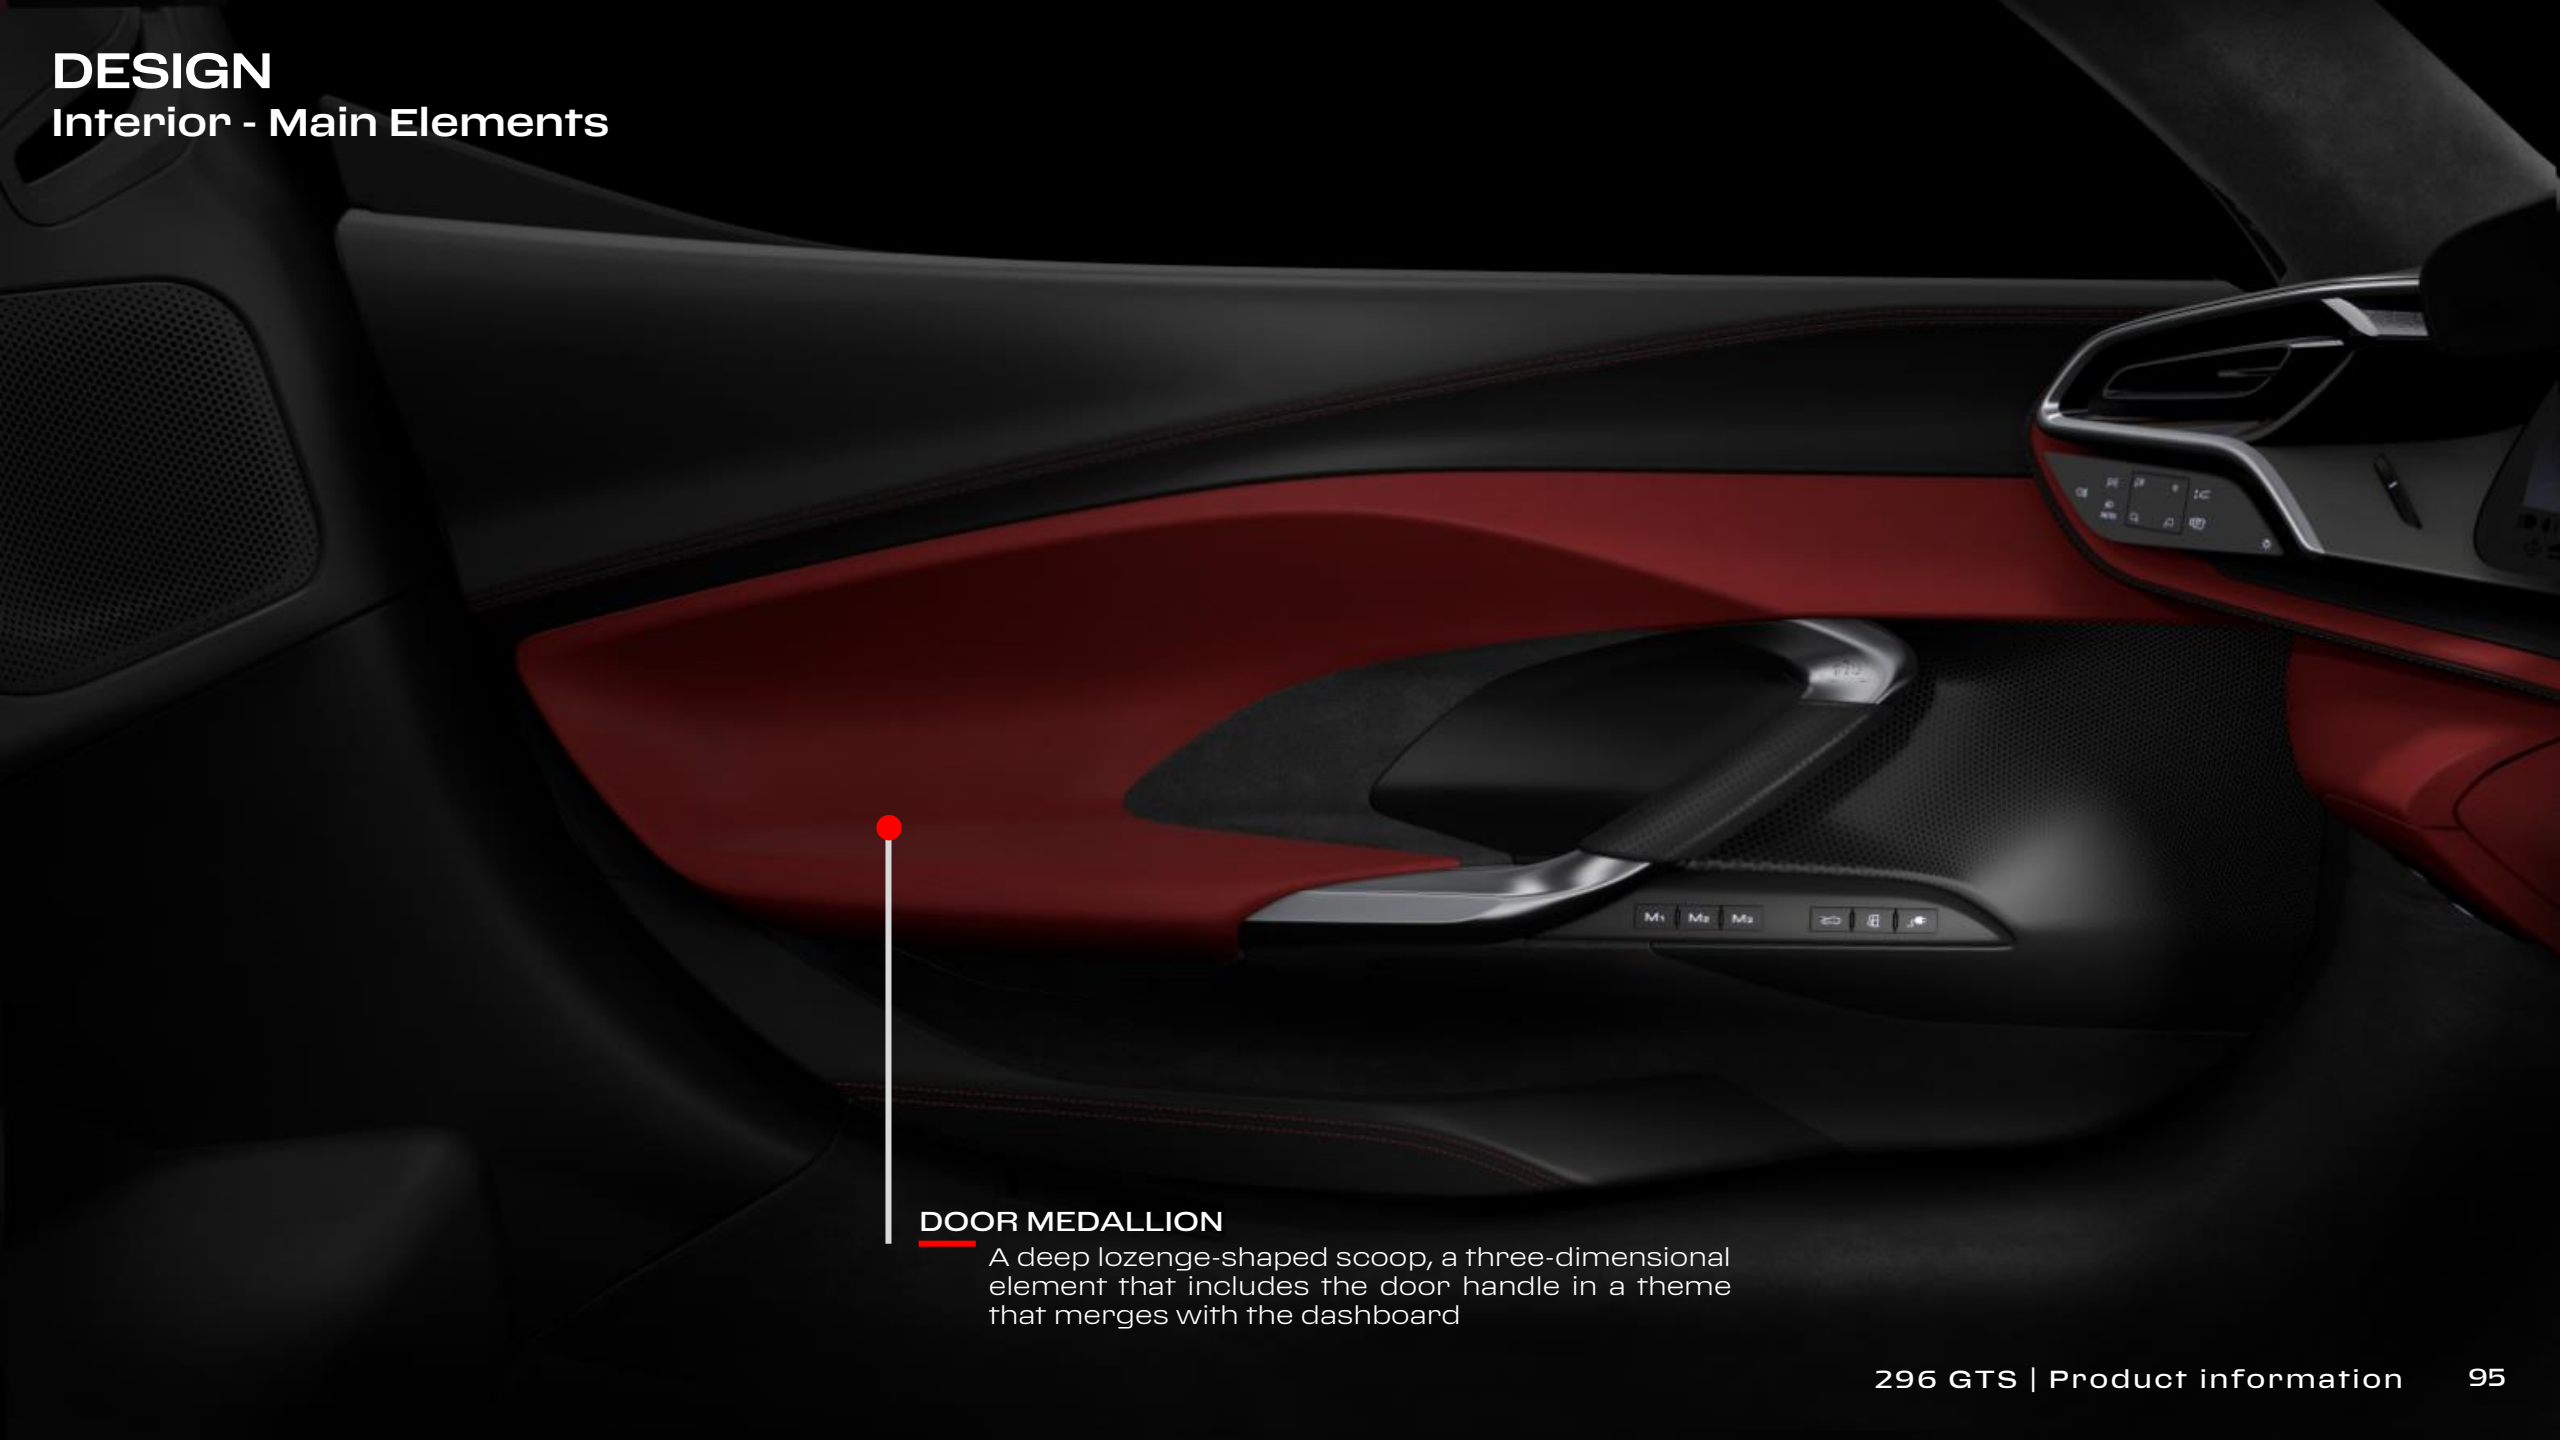 DESIGN
Interior - Main Elements
M1 M2 M3
DOOR MEDALLION
A deep lozenge-shaped scoop, a three-dimensional
element that includes the door handle in a theme
that merges with the dashboard
296 GTS | Product information 95